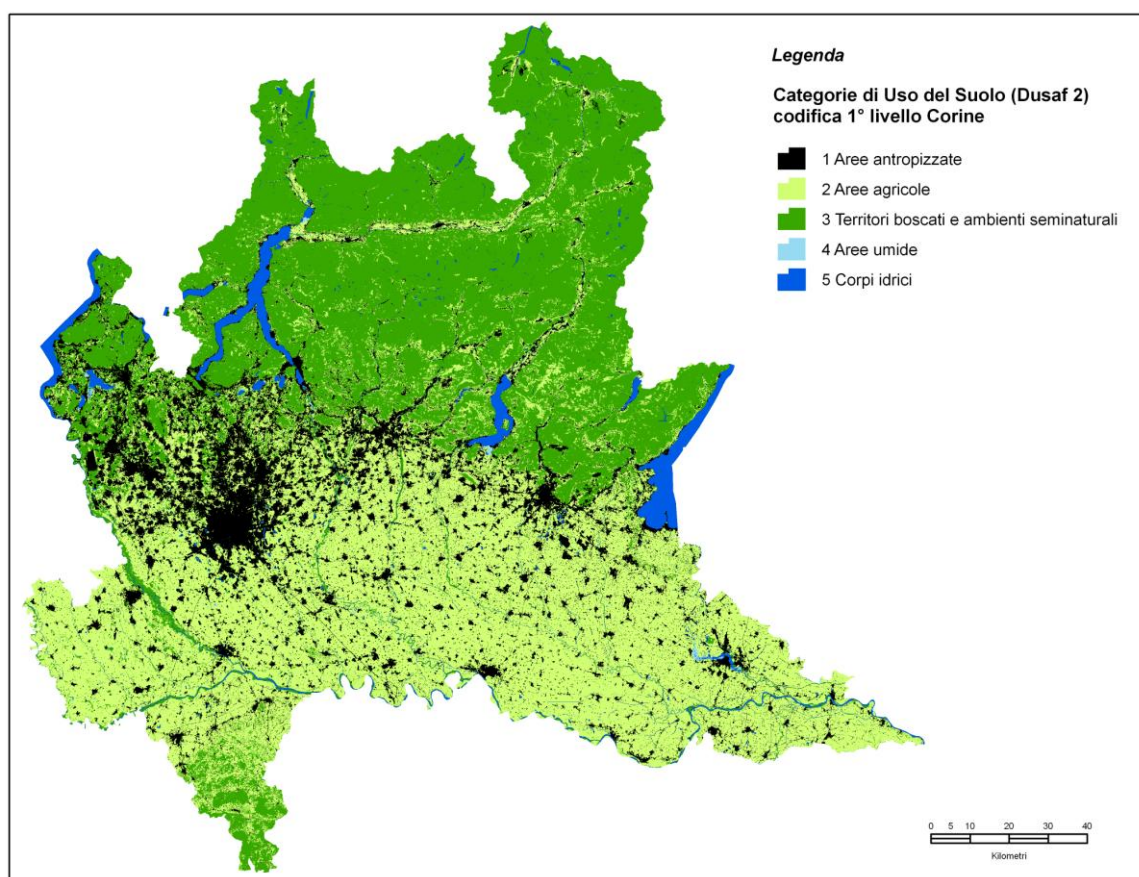 Legenda
Categorie di Uso del Suolo (Dusaf 2)
codifica 1° livello Corine
1 Aree antropizzate
2 Aree agricole
3 Territori boscati e ambienti seminaturali
4 Aree umide
5 Corpi idrici
0 5 10 20 30 40
Kilometri